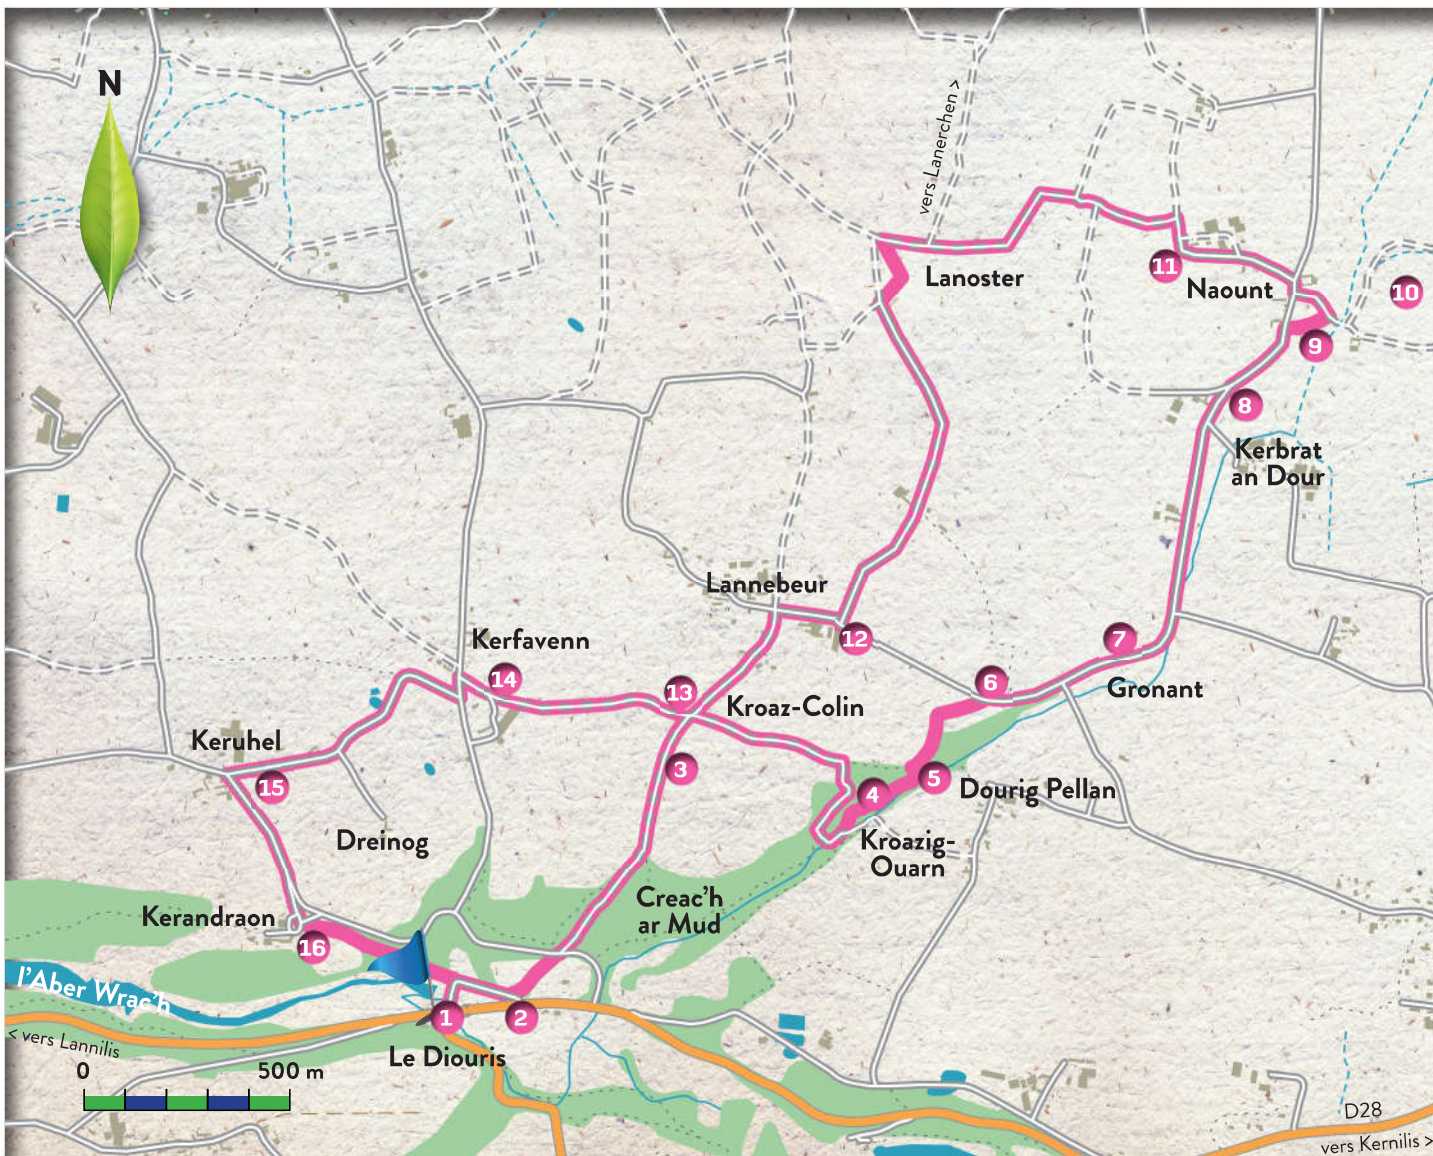 N
vers Lanerchen >
Lanoster
11
Naount
10
9
8
Kerbrat
an Dour
Lannebeur
12
7
Kerfavenn
14
13
6
Gronant
Kroaz-Colin
Keruhel
15
3
4
5
Dourig Pellan
Dreinog
Kroazig-
Ouarn
Creac'h
ar Mud
Kerandraon
16
l'Aber Wrac'h
1
2
< vers Lannilis
Le Diouris
0
500 m
D28
vers Kernilis >